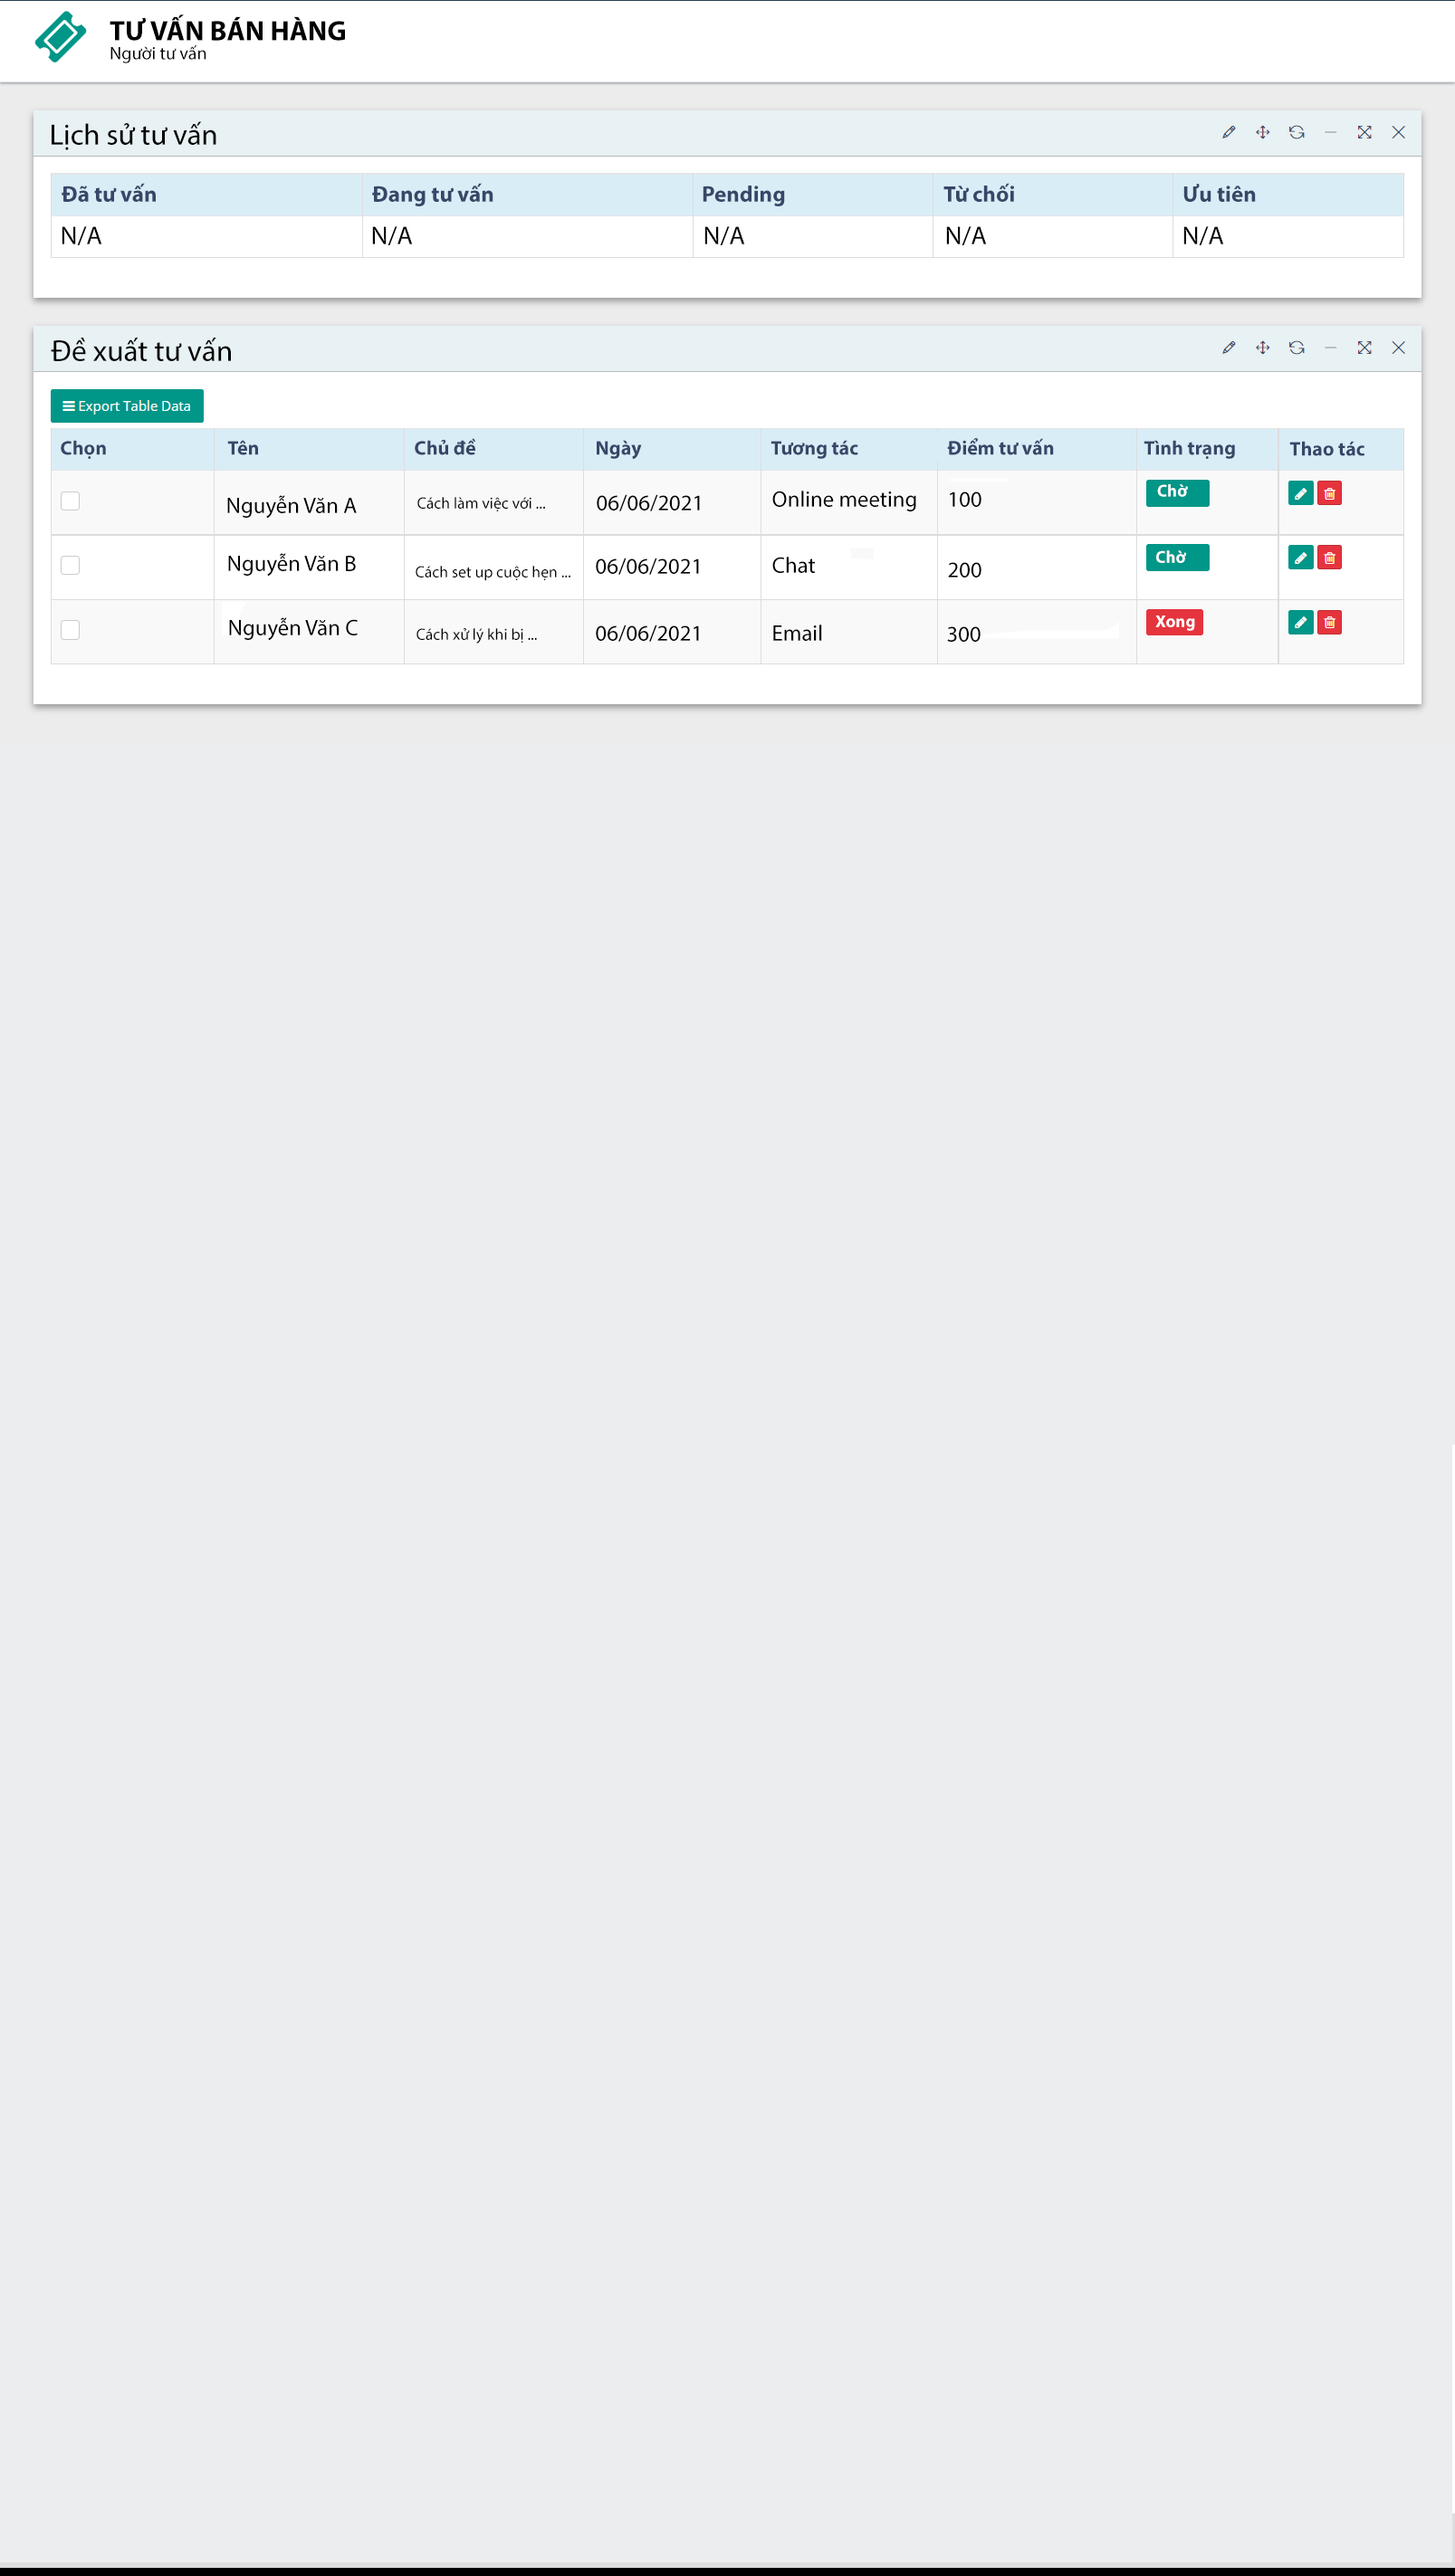 TƯ VẤN BÁN HÀNG
Người tư vấn
Lịch sử tư vấn
Đã tư vấn Đang tư vấn Pending Từ chối Ưu tiên
N/A N/A N/A N/A N/A
Đề xuất tư vấn
Export Table Data
Chọn Tên Chủ đề Ngày Tương tác Điểm tư vấn Tình trạng Thao tác
Nguyễn Văn A Cách làm việc với ... 06/06/2021 Online meeting 100 Chờ
Nguyễn Văn B Cách set up cuộc hẹn ... 06/06/2021 Chat 200 Chờ
Nguyễn Văn C Cách xử lý khi bị ... 06/06/2021 Email 300 Xong